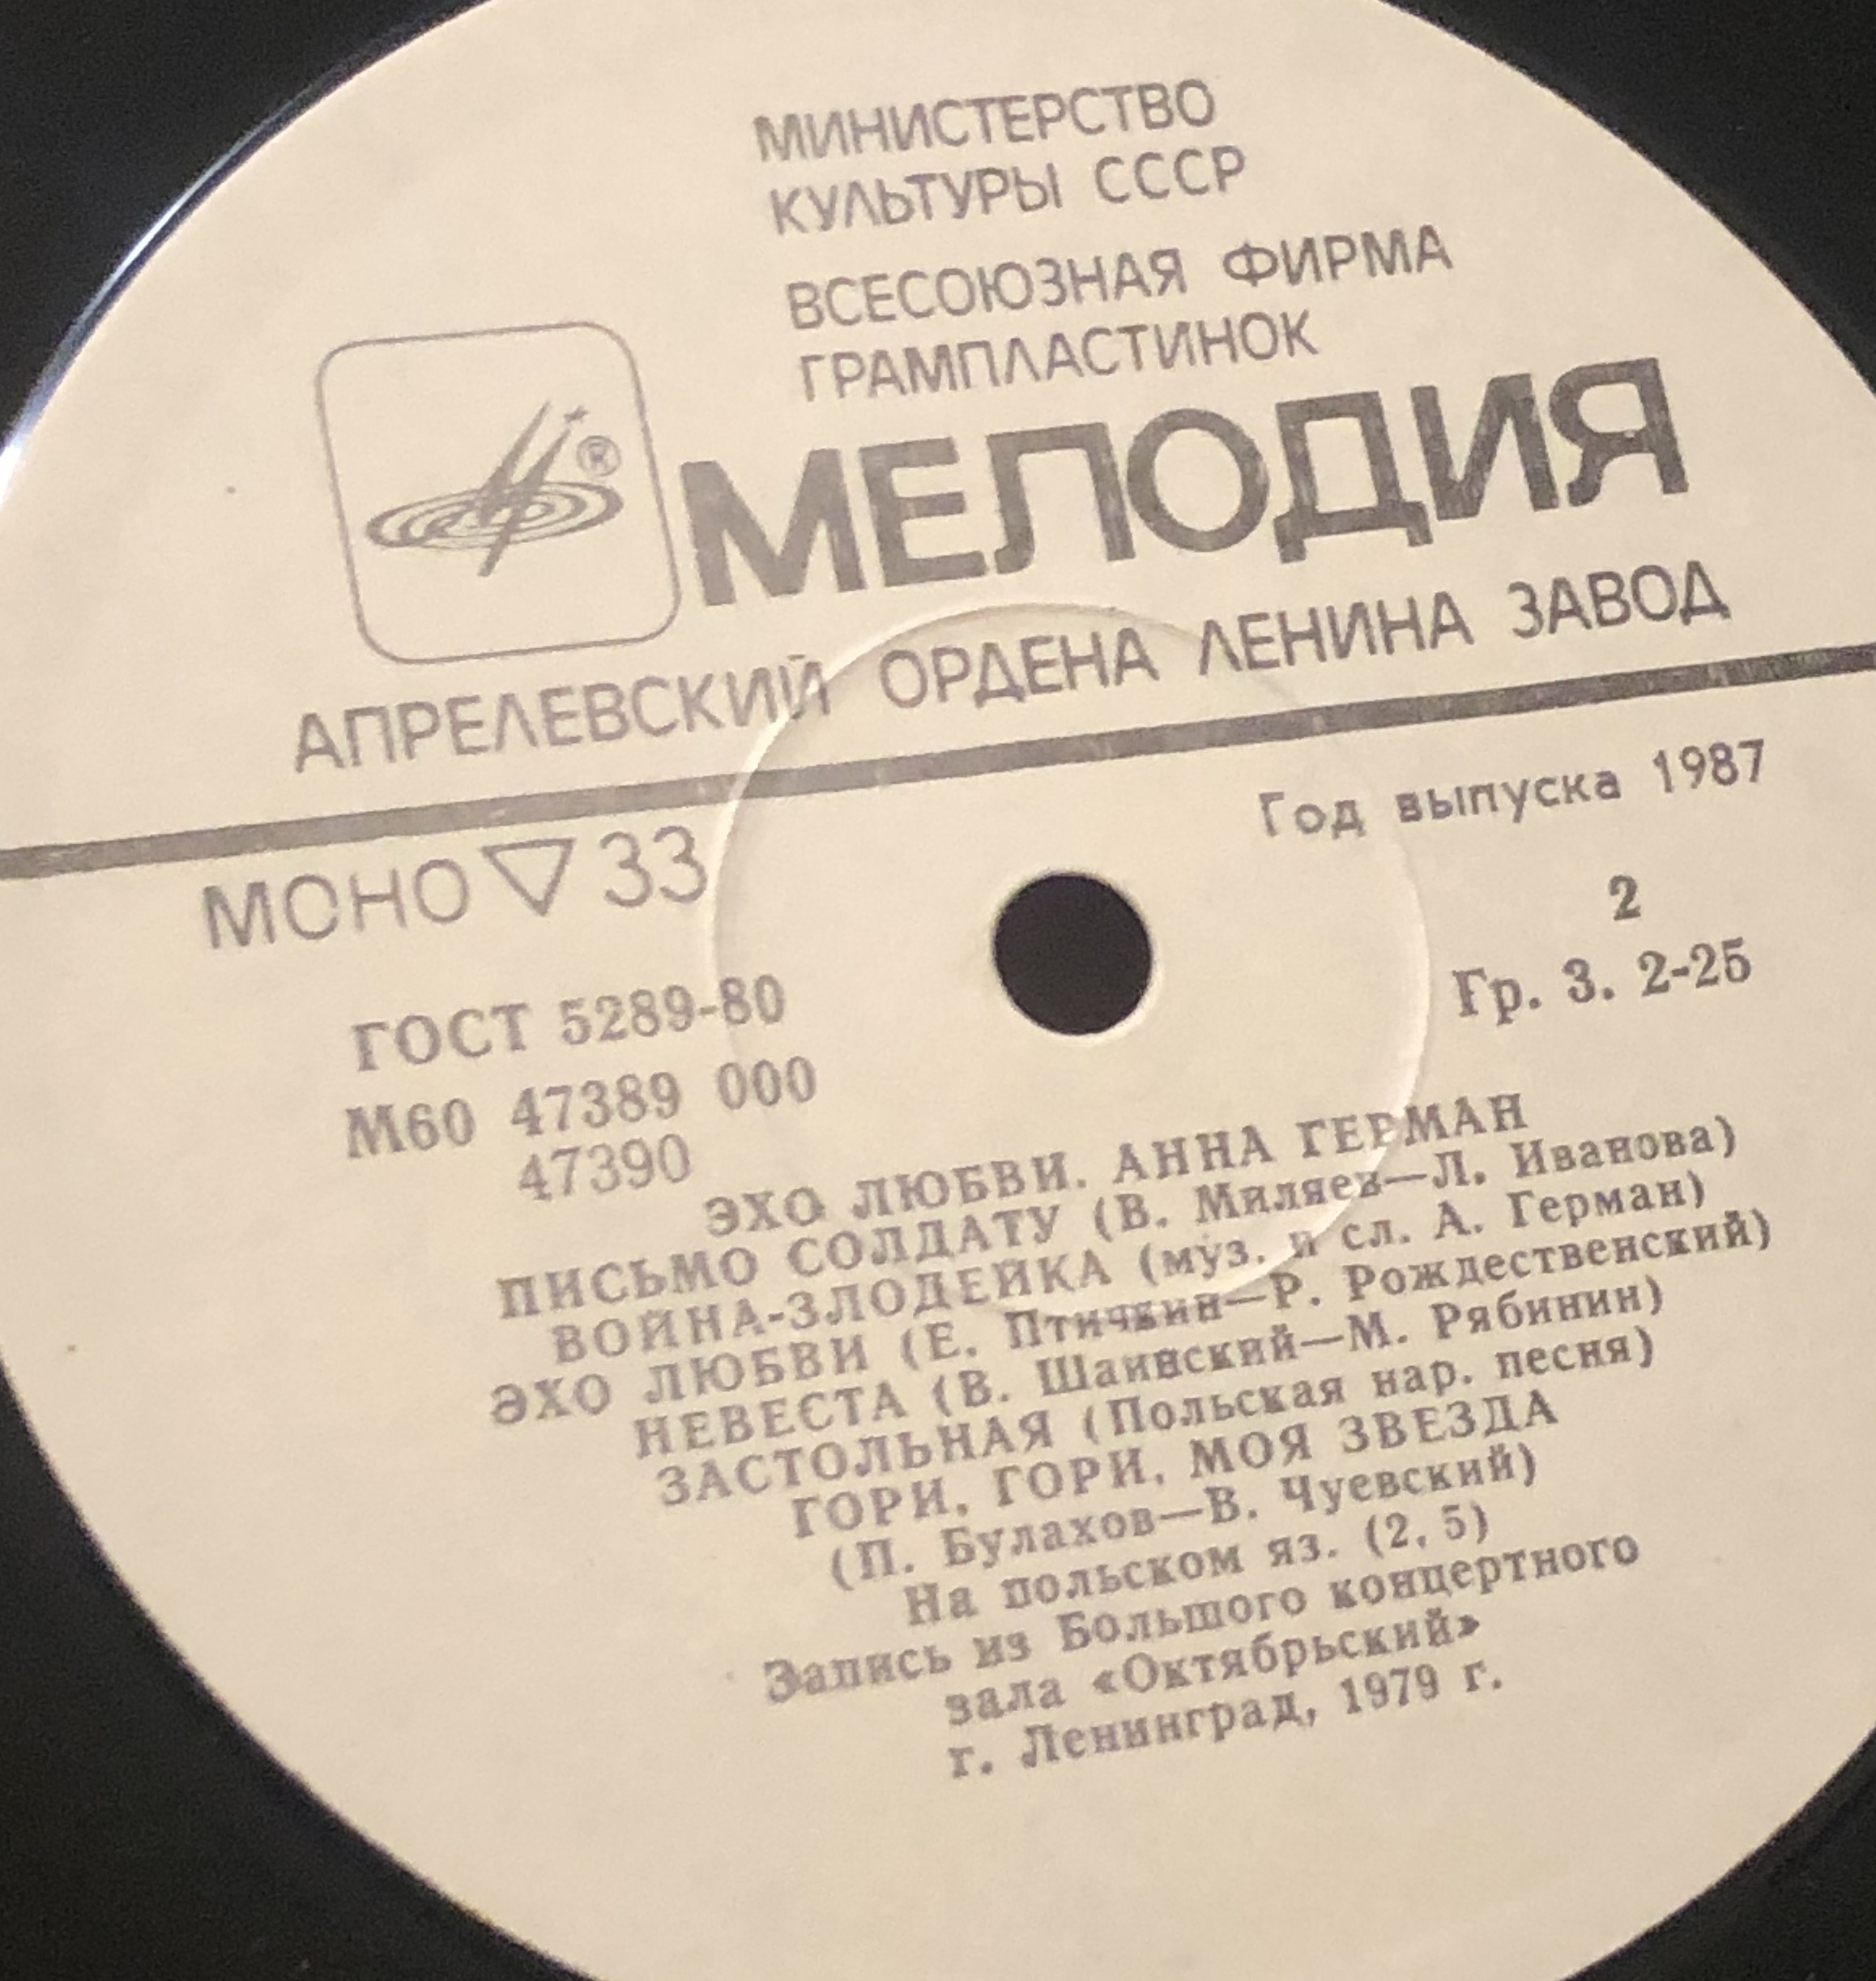 МИНИСТЕРСТВО
КУЛЬТУРЫ СССР
ВСЕСОЮЗНАЯ ФИРМА
ГРАМПЛАСТИНОК
®
МЕЛОДИЯ
АПРЕЛЕВСКИЙ ОРДЕНА ЛЕНИНА ЗАВОД
МОНО ▽ 33
Год выпуска 1987
2
ГОСТ 5289-80
Гр. 3. 2-25
М60 47389 000
47390
ЭХО ЛЮБВИ. АННА ГЕРМАН
ПИСЬМО СОЛДАТУ (В. Миляев—Л. Иванова)
ВОЙНА-ЗЛОДЕЙКА (муз. и сл. А. Герман)
ЭХО ЛЮБВИ (Е. Птичкин—Р. Рождественский)
НЕВЕСТА (В. Шаинский—М. Рябинин)
ЗАСТОЛЬНАЯ (Польская нар. песня)
ГОРИ, ГОРИ, МОЯ ЗВЕЗДА
(П. Булахов—В. Чуевский)
На польском яз. (2, 5)
Запись из Большого концертного
зала «Октябрьский»
г. Ленинград, 1979 г.